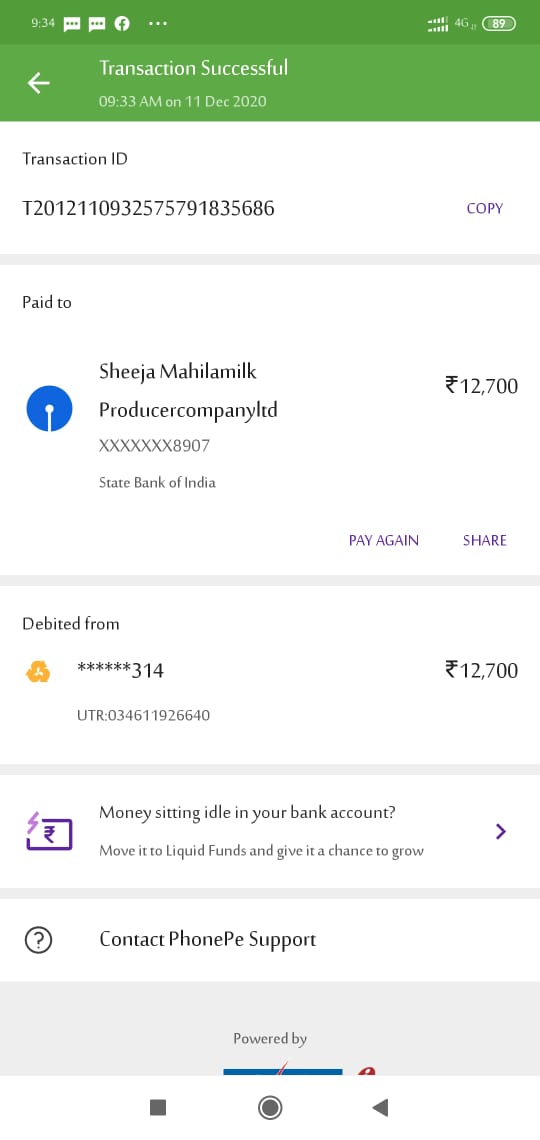 9:34
4G
89
Transaction Successful
09:33 AM on 11 Dec 2020
Transaction ID
T2012110932575791835686
COPY
Paid to
Sheeja Mahilamilk
Producercompanyltd
₹12,700
XXXXXXX8907
State Bank of India
PAY AGAIN
SHARE
Debited from
******314
₹12,700
UTR:034611926640
Money sitting idle in your bank account?
Move it to Liquid Funds and give it a chance to grow
Contact PhonePe Support
Powered by